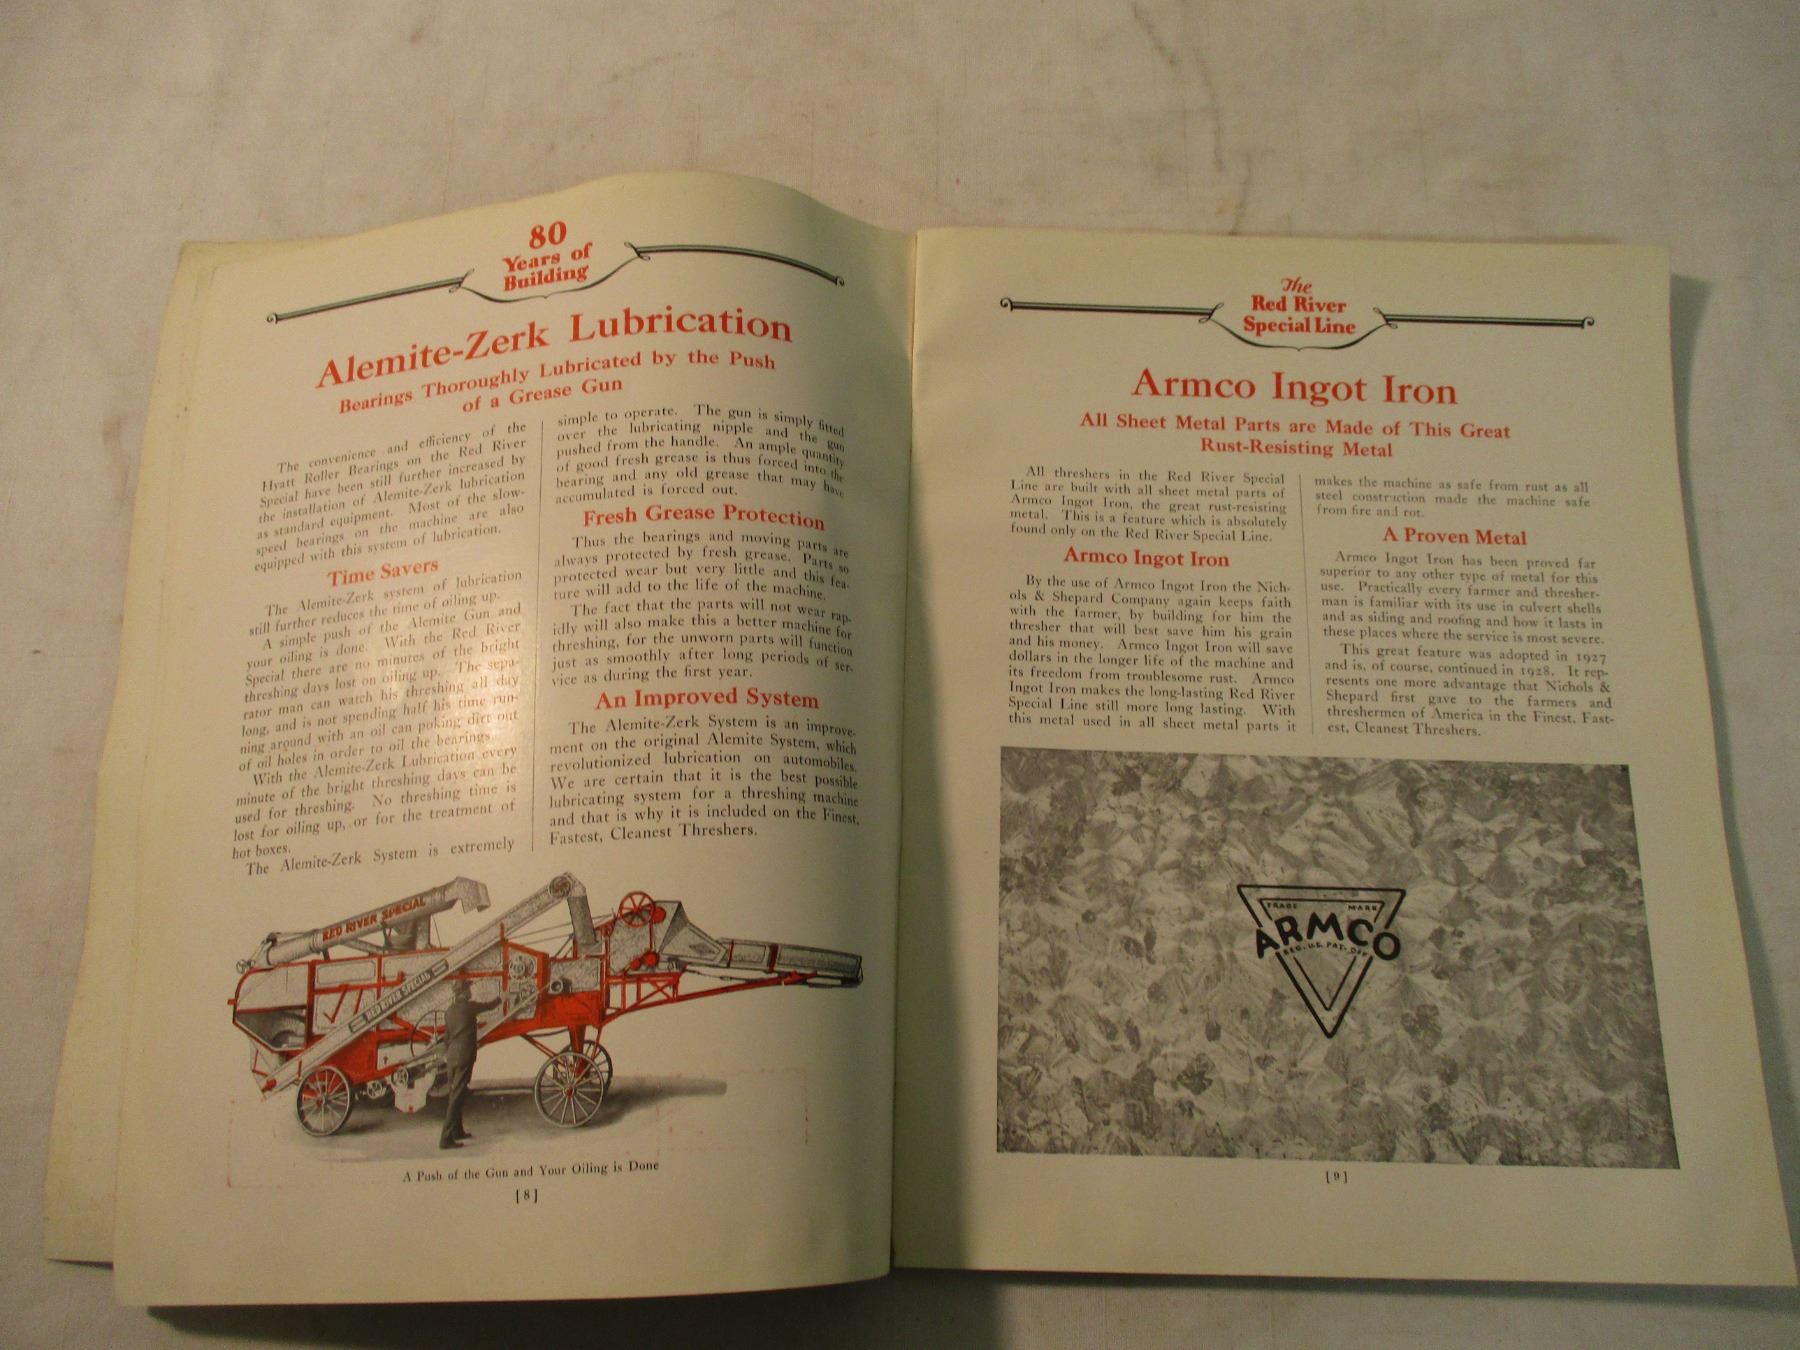 80
Years of
Building
Alemite-Zerk Lubrication
Bearings Thoroughly Lubricated by the Push
of a Grease Gun
The convenience and efficiency of the
Hyatt Roller Bearings on the Red River
Special have been still further increased by
the installation of Alemite-Zerk lubrication
as standard equipment. Most of the slow-
speed bearings on the machine are also
equipped with this system of lubrication.
Time Savers
The Alemite-Zerk system of lubrication
still further reduces the time of oiling up.
A simple push of the Alemite Gun and
your oiling is done. With the Red River
Special there are no minutes of the bright
threshing days lost on oiling up. The sepa-
rator man can watch his threshing all day
long, and is not spending half his time run-
ning around with an oil can poking dirt out
of oil holes in order to oil the bearings.
With the Alemite-Zerk Lubrication every
minute of the bright threshing days can be
used for threshing. No threshing time is
lost for oiling up, or for the treatment of
hot boxes.
The Alemite-Zerk System is extremely
simple to operate. The gun is simply fitted
over the lubricating nipple and the gun
pushed from the handle. An ample quantity
of good fresh grease is thus forced into the
bearing and any old grease that may have
accumulated is forced out.
Fresh Grease Protection
Thus the bearings and moving parts are
always protected by fresh grease. Parts so
protected wear but very little and this fea-
ture will add to the life of the machine.
The fact that the parts will not wear rap-
idly will also make this a better machine for
threshing, for the unworn parts will function
just as smoothly after long periods of ser-
vice as during the first year.
An Improved System
The Alemite-Zerk System is an improve-
ment on the original Alemite System, which
revolutionized lubrication on automobiles.
We are certain that it is the best possible
lubricating system for a threshing machine
and that is why it is included on the Finest,
Fastest, Cleanest Threshers.
RED RIVER SPECIAL
RED RIVER SPECIAL
A Push of the Gun and Your Oiling is Done
[8]
The
Red River
Special Line
Armco Ingot Iron
All Sheet Metal Parts are Made of This Great
Rust-Resisting Metal
All threshers in the Red River Special
Line are built with all sheet metal parts of
Armco Ingot Iron, the great rust-resisting
metal. This is a feature which is absolutely
found only on the Red River Special Line.
Armco Ingot Iron
By the use of Armco Ingot Iron the Nich-
ols & Shepard Company again keeps faith
with the farmer, by building for him the
thresher that will best save him his grain
and his money. Armco Ingot Iron will save
dollars in the longer life of the machine and
its freedom from troublesome rust. Armco
Ingot Iron makes the long-lasting Red River
Special Line still more long lasting. With
this metal used in all sheet metal parts it
makes the machine as safe from rust as all
steel construction made the machine safe
from fire and rot.
A Proven Metal
Armco Ingot Iron has been proved far
superior to any other type of metal for this
use. Practically every farmer and thresher-
man is familiar with its use in culvert shells
and as siding and roofing and how it lasts in
these places where the service is most severe.
This great feature was adopted in 1927
and is, of course, continued in 1928. It rep-
resents one more advantage that Nichols &
Shepard first gave to the farmers and
threshermen of America in the Finest, Fast-
est, Cleanest Threshers.
TRADE MARK
ARMCO
REG. U.S. PAT. OFF.
[9]